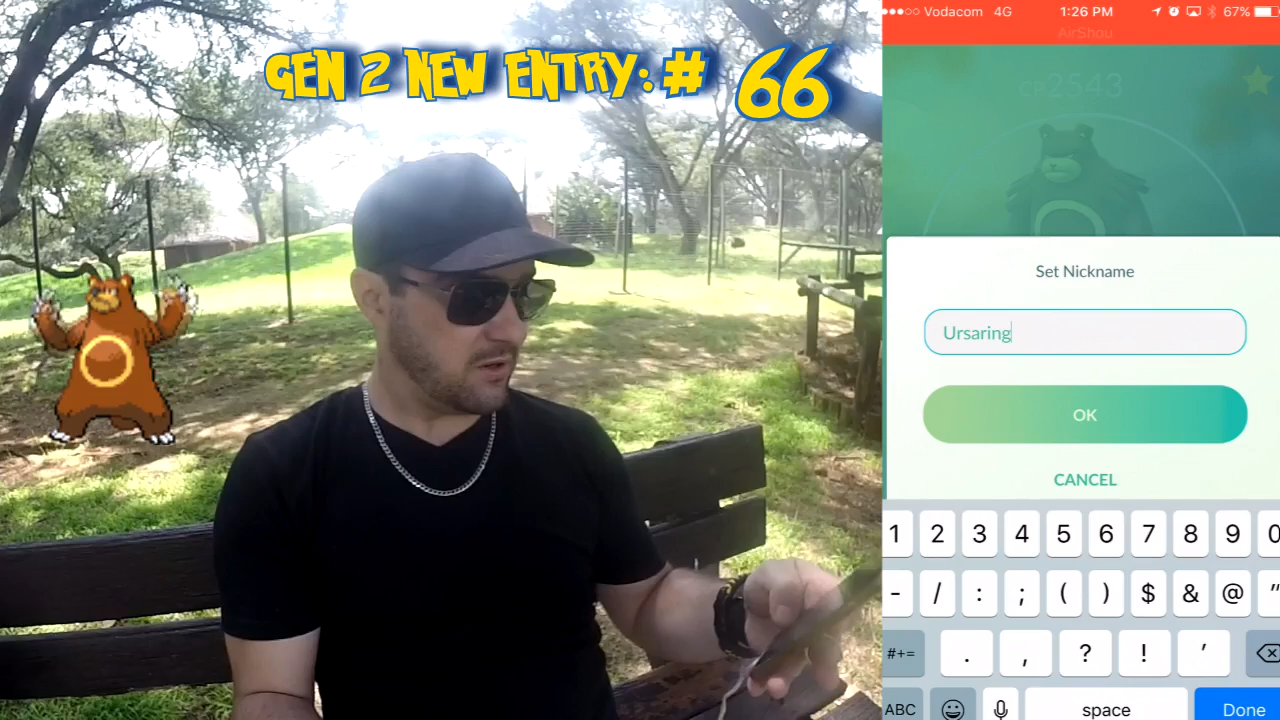 GEN 2 NEW ENTRY: # 66
●●●○○ Vodacom 4G 1:26 PM 67%
AirShou
CP2543
Set Nickname
Ursaring
OK
CANCEL
1 2 3 4 5 6 7 8 9 0
- / : ; ( ) $ & @ "
#+= . , ? ! ’
ABC space Done